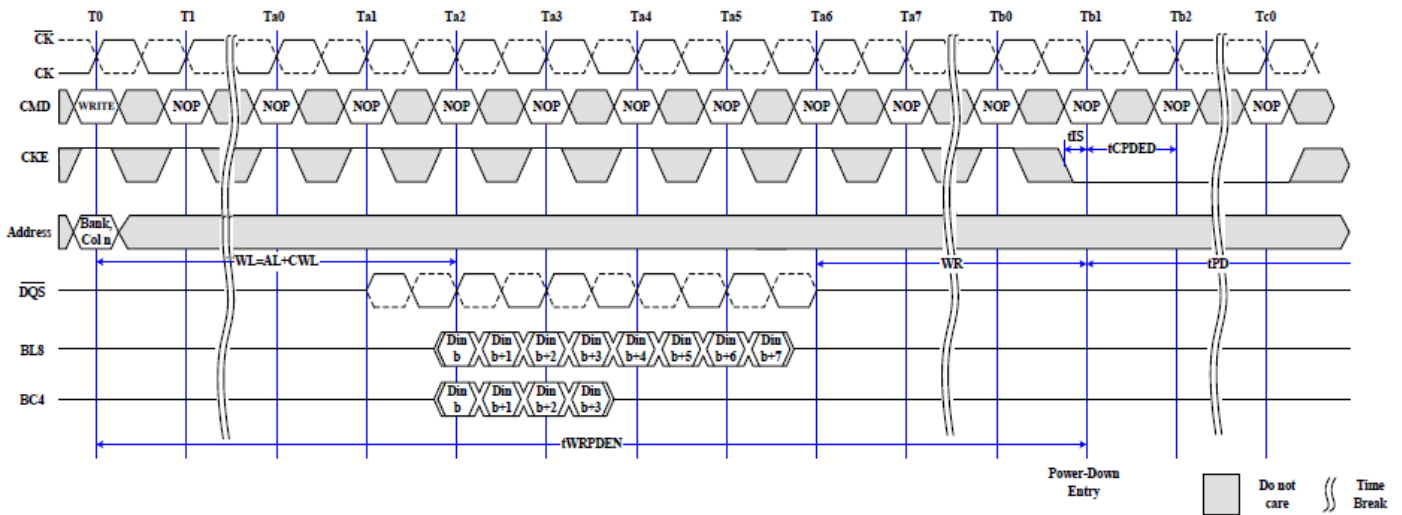 T0 T1 Ta0 Ta1 Ta2 Ta3 Ta4 Ta5 Ta6 Ta7 Tb0 Tb1 Tb2 Tc0
CK
CK
CMD WRITE NOP NOP NOP NOP NOP NOP NOP NOP NOP NOP NOP NOP NOP
tIS
CKE tCPDED
Address Bank, Col n
WL=AL+CWL WR tPD
DQS
BL8 Din b Din b+1 Din b+2 Din b+3 Din b+4 Din b+5 Din b+6 Din b+7
BC4 Din b Din b+1 Din b+2 Din b+3
tWRPDEN
Power-Down Entry
Do not care
Time Break